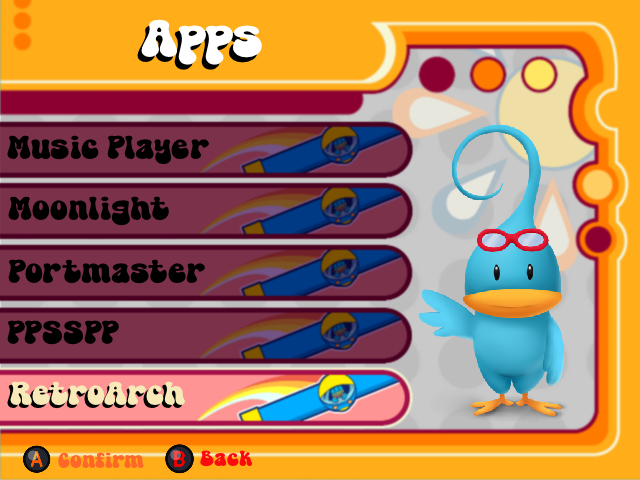 Apps
Music Player
Moonlight
Portmaster
PPSSPP
RetroArch
A Confirm B Back